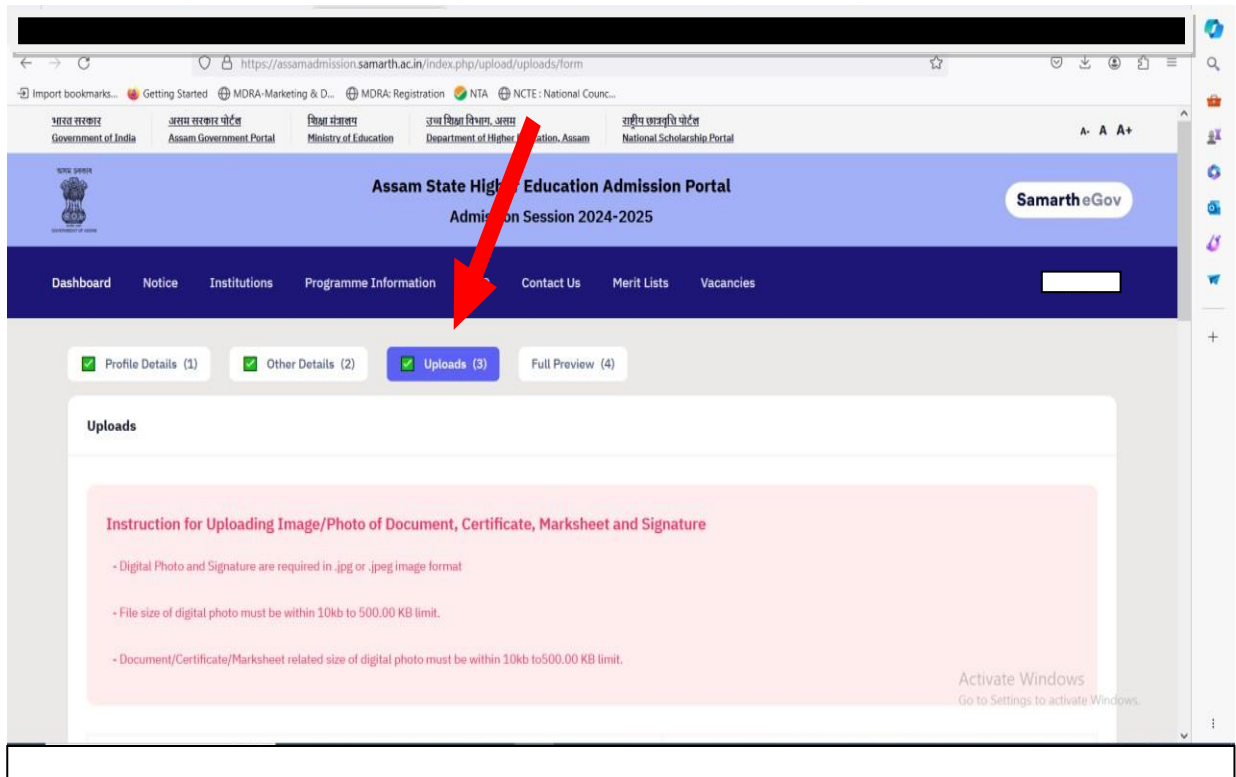 https://assamadmission.samarth.ac.in/index.php/upload/uploads/form
Import bookmarks... Getting Started MDRA-Marketing & D... MDRA: Registration NTA NCTE : National Counc...
भारत सरकार असम सरकार पोर्टल शिक्षा मंत्रालय उच्च शिक्षा विभाग, असम राष्ट्रीय छात्रवृत्ति पोर्टल
Government of India Assam Government Portal Ministry of Education Department of Higher Education, Assam National Scholarship Portal
A- A A+
Assam State Higher Education Admission Portal
Admission Session 2024-2025
Samarth eGov
Dashboard Notice Institutions Programme Information Contact Us Merit Lists Vacancies
Profile Details (1) Other Details (2) Uploads (3) Full Preview (4)
Uploads
Instruction for Uploading Image/Photo of Document, Certificate, Marksheet and Signature
- Digital Photo and Signature are required in .jpg or .jpeg image format
- File size of digital photo must be within 10kb to 500.00 KB limit.
- Document/Certificate/Marksheet related size of digital photo must be within 10kb to500.00 KB limit.
Activate Windows
Go to Settings to activate Windows.